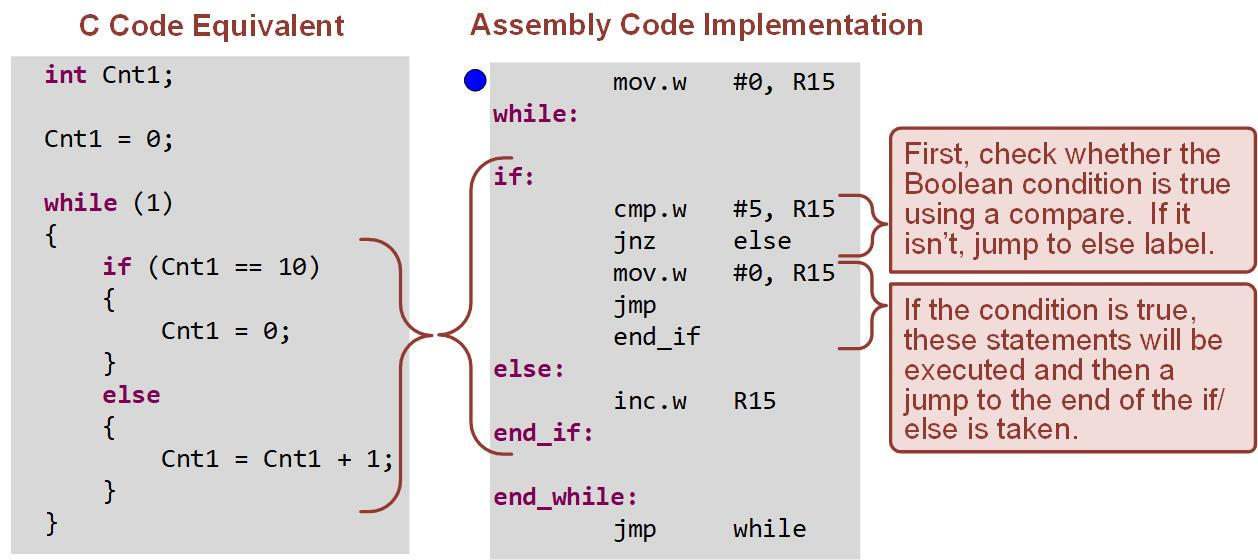 C Code Equivalent
int Cnt1;
Cnt1 = 0;
while (1)
{
if (Cnt1 == 10)
{
Cnt1 = 0;
}
else
{
Cnt1 = Cnt1 + 1;
}
}
Assembly Code Implementation
mov.w #0, R15
while:
if:
cmp.w #5, R15
jnz else
mov.w #0, R15
jmp
end_if
else:
inc.w R15
end_if:
end_while:
jmp while
First, check whether the
Boolean condition is true
using a compare. If it
isn't, jump to else label.
If the condition is true,
these statements will be
executed and then a
jump to the end of the if/
else is taken.